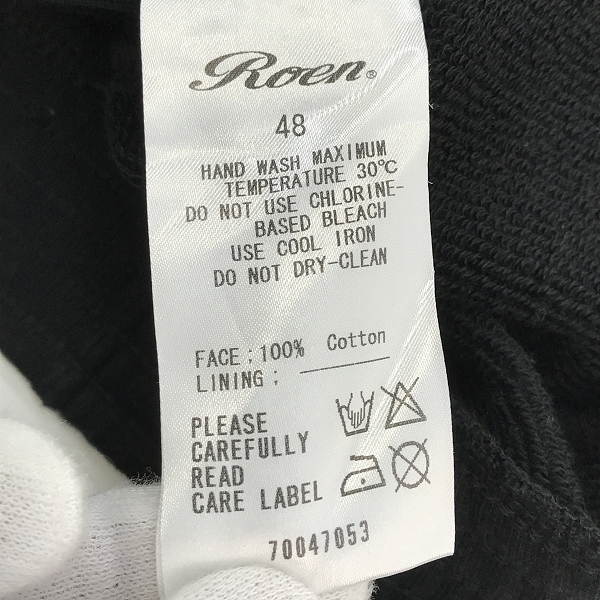 Roen®
48
HAND WASH MAXIMUM
TEMPERATURE 30℃
DO NOT USE CHLORINE-
BASED BLEACH
USE COOL IRON
DO NOT DRY-CLEAN
FACE : 100% Cotton
LINING :
PLEASE
CAREFULLY
READ
CARE LABEL
70047053